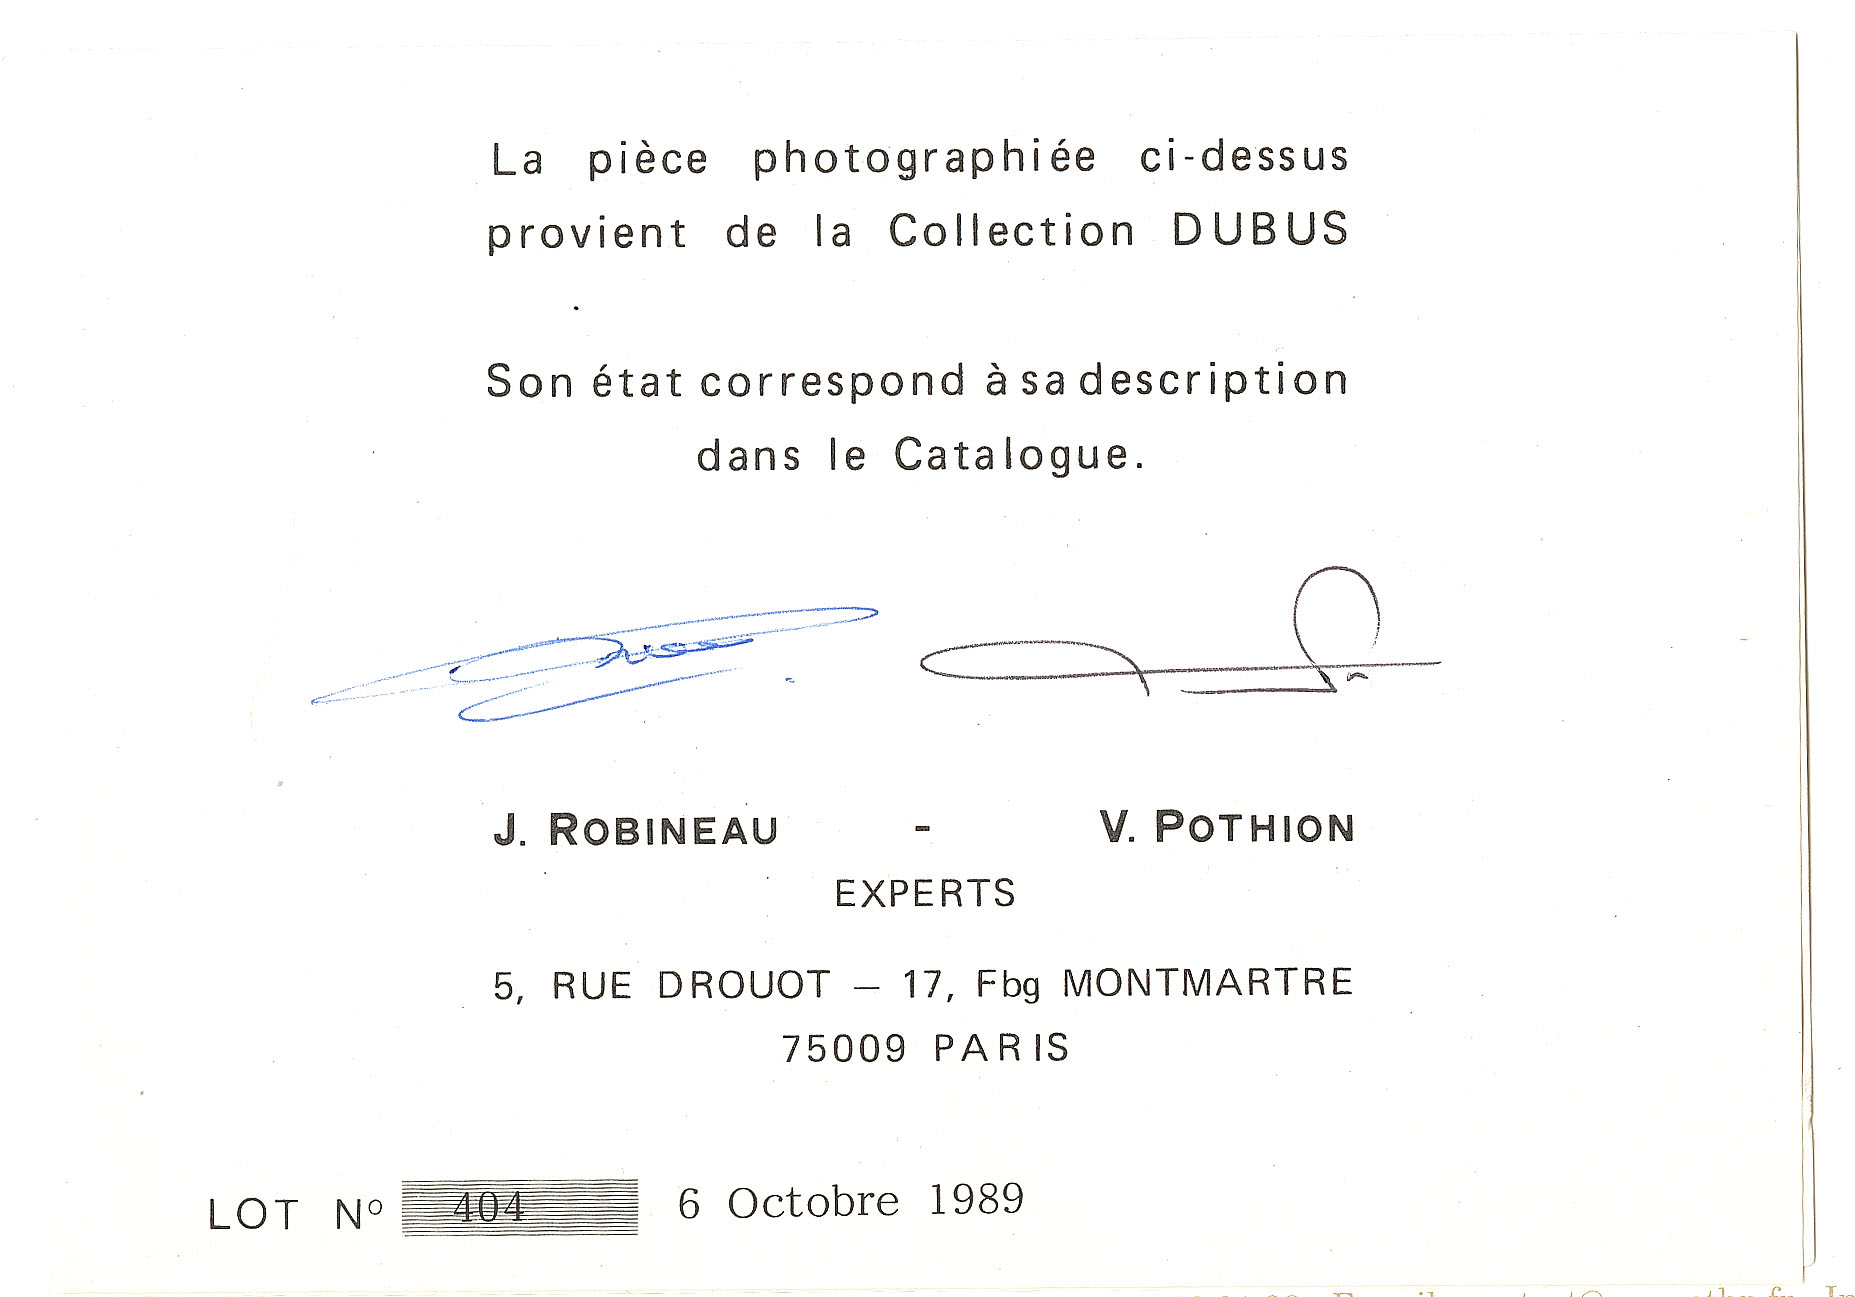 La pièce photographiée ci-dessus
provient de la Collection DUBUS
Son état correspond à sa description
dans le Catalogue.
J. ROBINEAU - V. POTHION
EXPERTS
5, RUE DROUOT – 17, Fbg MONTMARTRE
75009 PARIS
LOT Nº 404 6 Octobre 1989